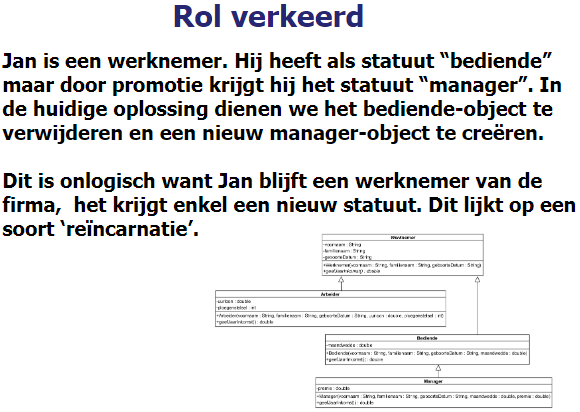 Rol verkeerd
Jan is een werknemer. Hij heeft als statuut “bediende”
maar door promotie krijgt hij het statuut “manager”. In
de huidige oplossing dienen we het bediende-object te
verwijderen en een nieuw manager-object te creëren.
Dit is onlogisch want Jan blijft een werknemer van de
firma, het krijgt enkel een nieuw statuut. Dit lijkt op een
soort ‘reïncarnatie’.
Werknemer
-voornaam : String
-familienaam : String
-geboorteDatum : String
+Werknemer(voornaam : String, familienaam : String, geboorteDatum : String)
+geefJaarInkomst() : double
Arbeider
-uurloon : double
-ploegenstelsel : int
+Arbeider(voornaam : String, familienaam : String, geboorteDatum : String, uurloon : double, ploegenstelsel : int)
+geefJaarInkomst() : double
Bediende
-maandwedde : double
+Bediende(voornaam : String, familienaam : String, geboorteDatum : String, maandwedde : double)
+geefJaarInkomst() : double
Manager
-premie : double
+Manager(voornaam : String, familienaam : String, geboorteDatum : String, maandwedde : double, premie : double)
+geefJaarInkomst() : double